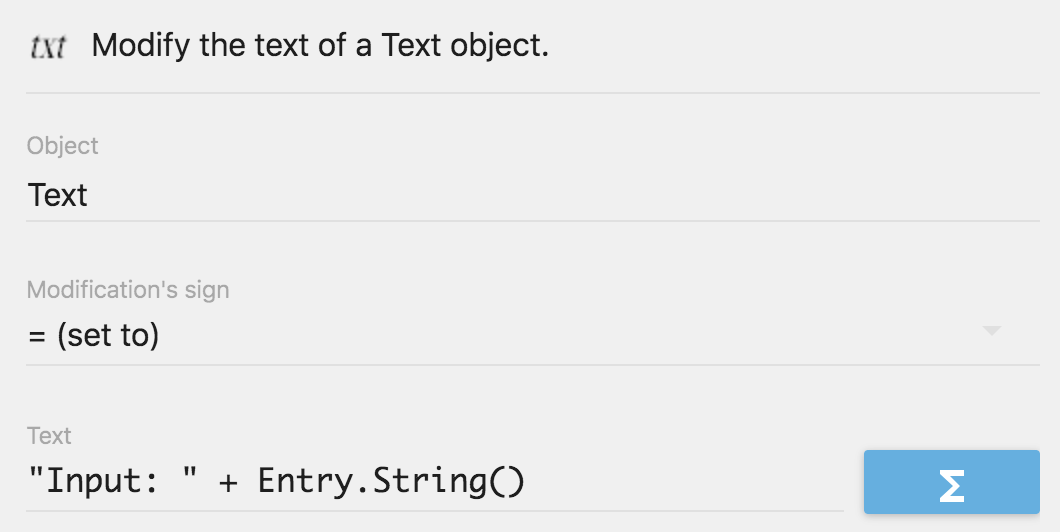 txt Modify the text of a Text object.
Object
Text
Modification's sign
= (set to)
Text
"Input: " + Entry.String()
Σ